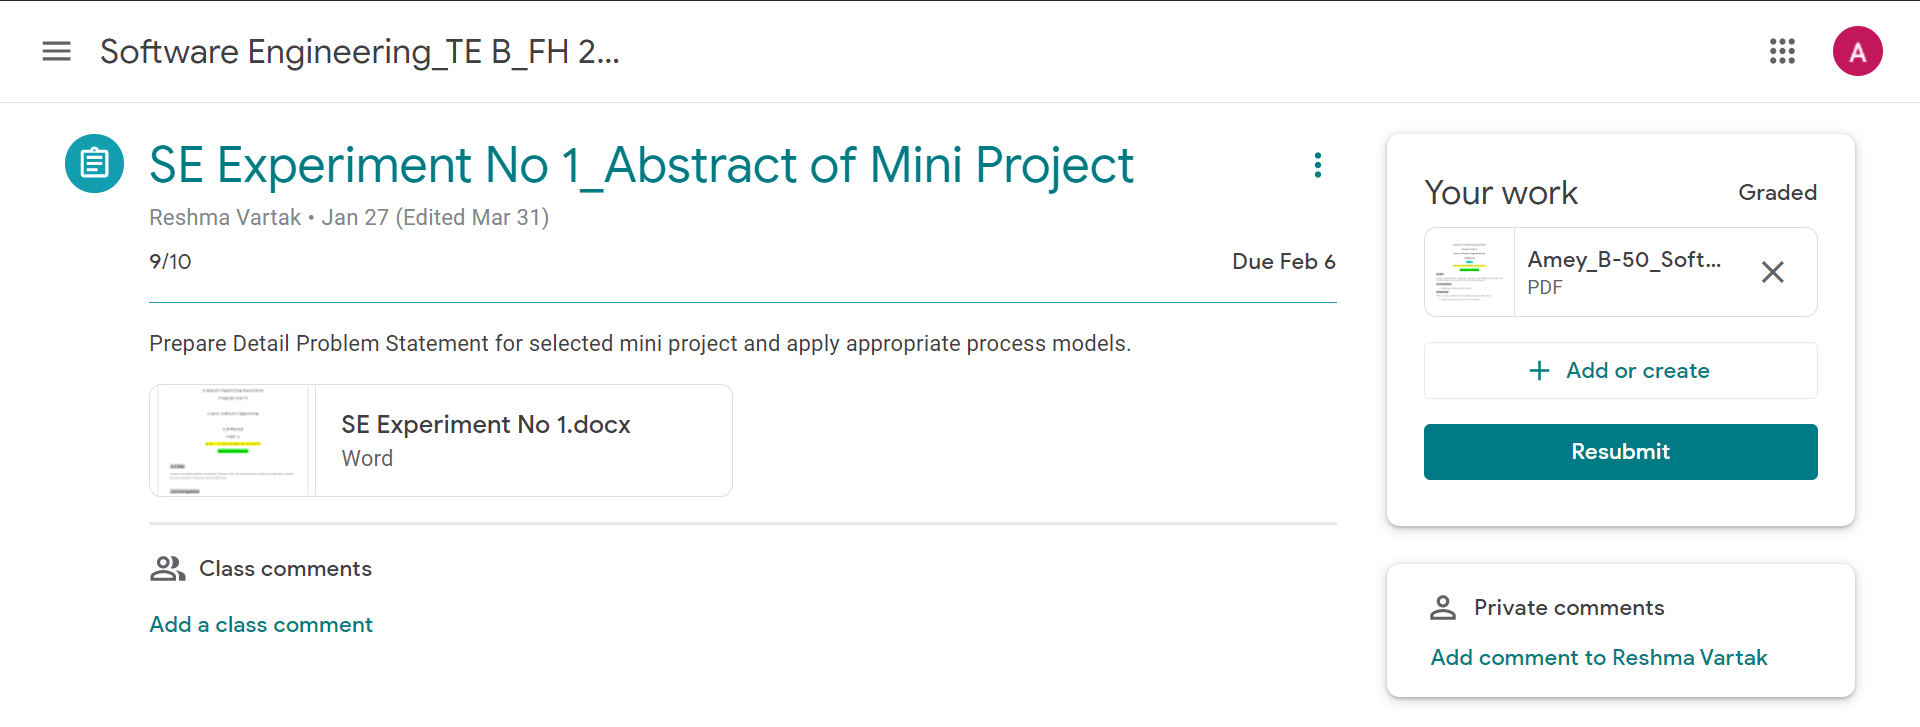 Software Engineering_TE B_FH 2...
A
SE Experiment No 1_Abstract of Mini Project
Reshma Vartak • Jan 27 (Edited Mar 31)
9/10
Due Feb 6
Prepare Detail Problem Statement for selected mini project and apply appropriate process models.
SE Experiment No 1.docx
Word
Class comments
Add a class comment
Your work
Graded
Amey_B-50_Soft...
PDF
+ Add or create
Resubmit
Private comments
Add comment to Reshma Vartak